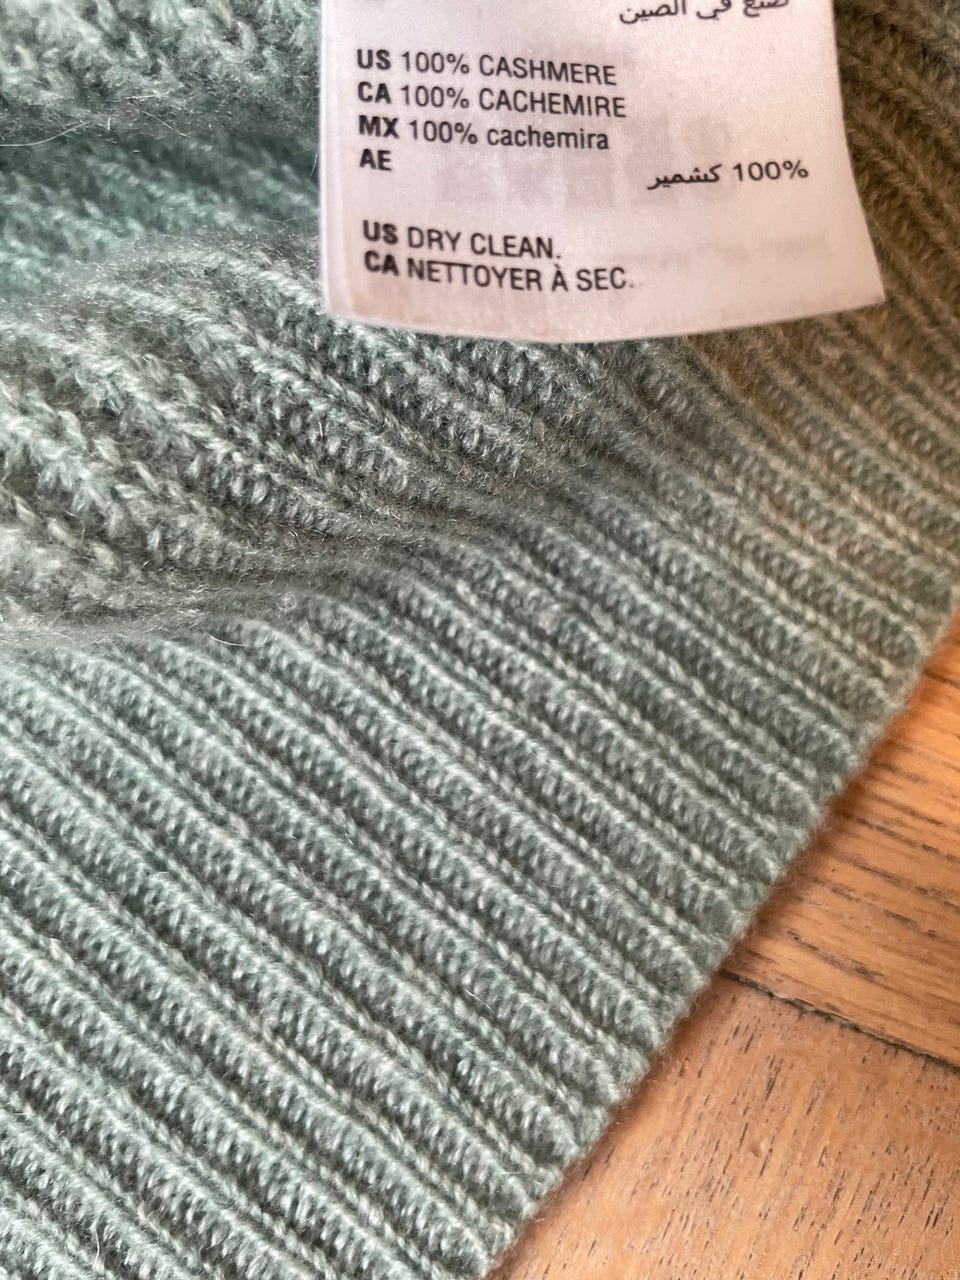 صنع في الصين
US 100% CASHMERE
CA 100% CACHEMIRE
MX 100% cachemira
AE
100% كشمير
US DRY CLEAN.
CA NETTOYER À SEC.